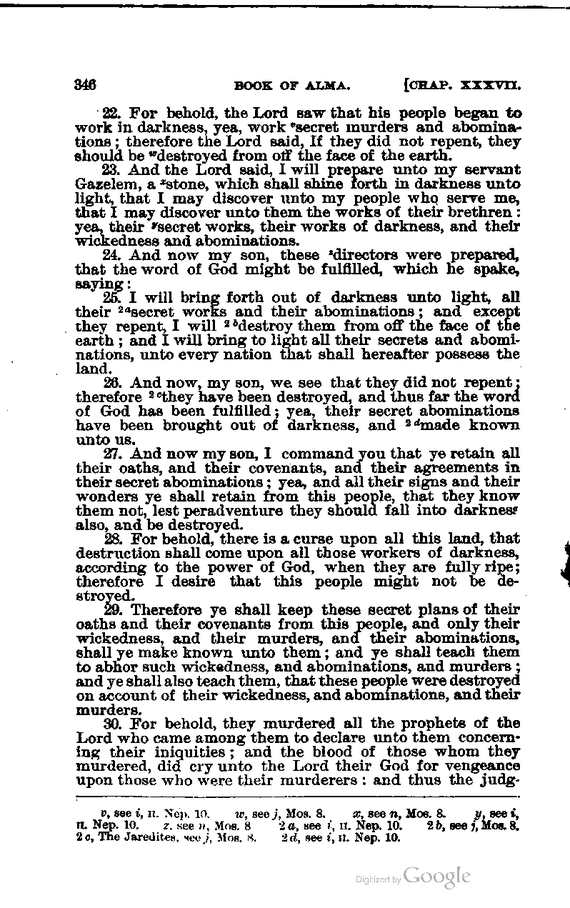 346 BOOK OF ALMA. [CHAP. XXXVII.
22. For behold, the Lord saw that his people began to
work in darkness, yea, work ᵛsecret murders and abomina-
tions; therefore the Lord said, If they did not repent, they
should be ʷdestroyed from off the face of the earth.
23. And the Lord said, I will prepare unto my servant
Gazelem, a ˣstone, which shall shine forth in darkness unto
light, that I may discover unto my people who serve me,
that I may discover unto them the works of their brethren:
yea, their ʸsecret works, their works of darkness, and their
wickedness and abominations.
24. And now my son, these ᶻdirectors were prepared,
that the word of God might be fulfilled, which he spake,
saying:
25. I will bring forth out of darkness unto light, all
their ²ᵃsecret works and their abominations; and except
they repent, I will ²ᵇdestroy them from off the face of the
earth; and I will bring to light all their secrets and abomi-
nations, unto every nation that shall hereafter possess the
land.
26. And now, my son, we see that they did not repent;
therefore ²ᶜthey have been destroyed, and thus far the word
of God has been fulfilled; yea, their secret abominations
have been brought out of darkness, and ²ᵈmade known
unto us.
27. And now my son, I command you that ye retain all
their oaths, and their covenants, and their agreements in
their secret abominations; yea, and all their signs and their
wonders ye shall retain from this people, that they know
them not, lest peradventure they should fall into darkness
also, and be destroyed.
28. For behold, there is a curse upon all this land, that
destruction shall come upon all those workers of darkness,
according to the power of God, when they are fully ripe;
therefore I desire that this people might not be de-
stroyed.
29. Therefore ye shall keep these secret plans of their
oaths and their covenants from this people, and only their
wickedness, and their murders, and their abominations,
shall ye make known unto them; and ye shall teach them
to abhor such wickedness, and abominations, and murders;
and ye shall also teach them, that these people were destroyed
on account of their wickedness, and abominations, and their
murders.
30. For behold, they murdered all the prophets of the
Lord who came among them to declare unto them concern-
ing their iniquities; and the blood of those whom they
murdered, did cry unto the Lord their God for vengeance
upon those who were their murderers: and thus the judg-
v, see i, II. Nep. 10. w, see j, Mos. 8. x, see n, Mos. 8. y, see i,
II. Nep. 10. z, see n, Mos. 8 2 a, see i, II. Nep. 10. 2 b, see j, Mos. 8.
2 c, The Jaredites, see j, Mos. 8. 2 d, see i, II. Nep. 10.
Digitized by Google